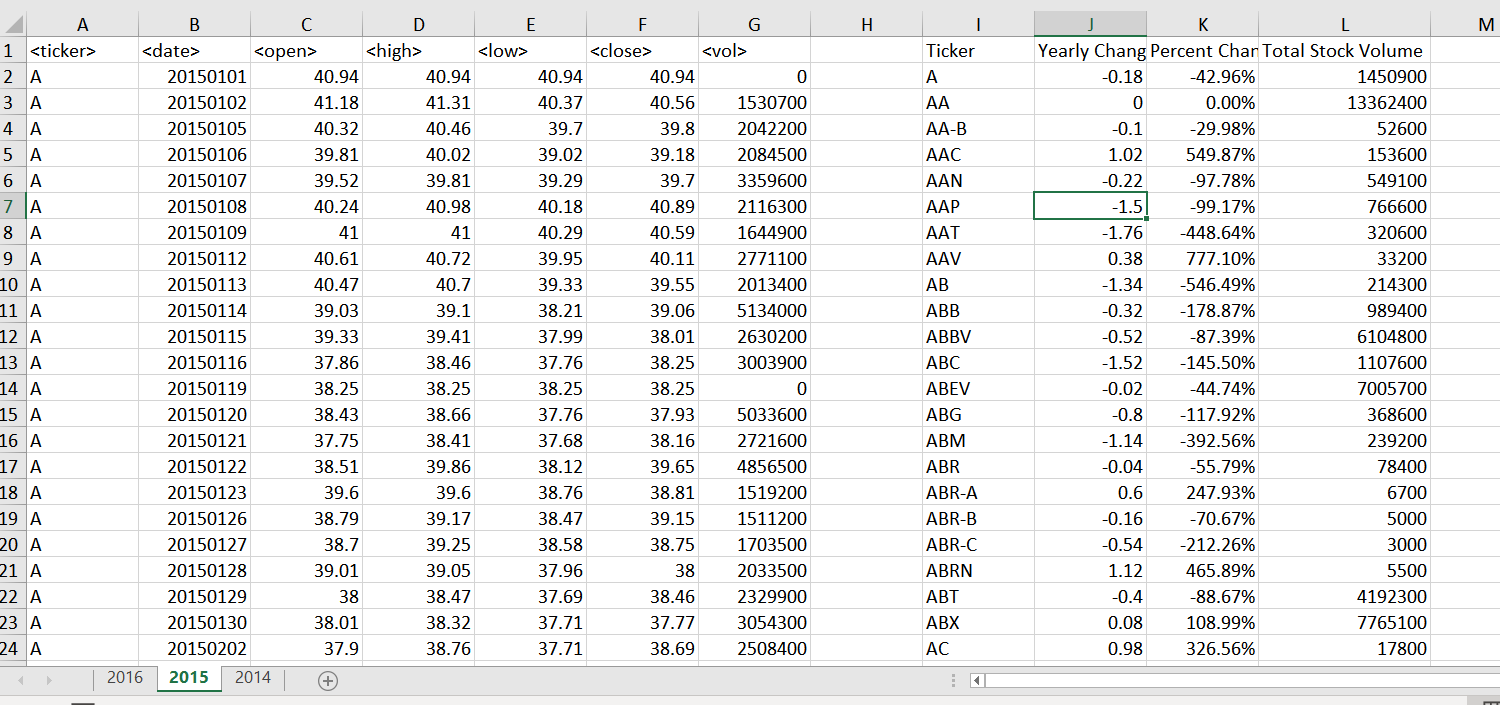 A B C D E F G H I J K L M
1 <ticker> <date> <open> <high> <low> <close> <vol> Ticker Yearly Chang Percent Chan Total Stock Volume
2 A 20150101 40.94 40.94 40.94 40.94 0 A -0.18 -42.96% 1450900
3 A 20150102 41.18 41.31 40.37 40.56 1530700 AA 0 0.00% 13362400
4 A 20150105 40.32 40.46 39.7 39.8 2042200 AA-B -0.1 -29.98% 52600
5 A 20150106 39.81 40.02 39.02 39.18 2084500 AAC 1.02 549.87% 153600
6 A 20150107 39.52 39.81 39.29 39.7 3359600 AAN -0.22 -97.78% 549100
7 A 20150108 40.24 40.98 40.18 40.89 2116300 AAP -1.5 -99.17% 766600
8 A 20150109 41 41 40.29 40.59 1644900 AAT -1.76 -448.64% 320600
9 A 20150112 40.61 40.72 39.95 40.11 2771100 AAV 0.38 777.10% 33200
10 A 20150113 40.47 40.7 39.33 39.55 2013400 AB -1.34 -546.49% 214300
11 A 20150114 39.03 39.1 38.21 39.06 5134000 ABB -0.32 -178.87% 989400
12 A 20150115 39.33 39.41 37.99 38.01 2630200 ABBV -0.52 -87.39% 6104800
13 A 20150116 37.86 38.46 37.76 38.25 3003900 ABC -1.52 -145.50% 1107600
14 A 20150119 38.25 38.25 38.25 38.25 0 ABEV -0.02 -44.74% 7005700
15 A 20150120 38.43 38.66 37.76 37.93 5033600 ABG -0.8 -117.92% 368600
16 A 20150121 37.75 38.41 37.68 38.16 2721600 ABM -1.14 -392.56% 239200
17 A 20150122 38.51 39.86 38.12 39.65 4856500 ABR -0.04 -55.79% 78400
18 A 20150123 39.6 39.6 38.76 38.81 1519200 ABR-A 0.6 247.93% 6700
19 A 20150126 38.79 39.17 38.47 39.15 1511200 ABR-B -0.16 -70.67% 5000
20 A 20150127 38.7 39.25 38.58 38.75 1703500 ABR-C -0.54 -212.26% 3000
21 A 20150128 39.01 39.05 37.96 38 2033500 ABRN 1.12 465.89% 5500
22 A 20150129 38 38.47 37.69 38.46 2329900 ABT -0.4 -88.67% 4192300
23 A 20150130 38.01 38.32 37.71 37.77 3054300 ABX 0.08 108.99% 7765100
24 A 20150202 37.9 38.76 37.71 38.69 2508400 AC 0.98 326.56% 17800
2016 2015 2014